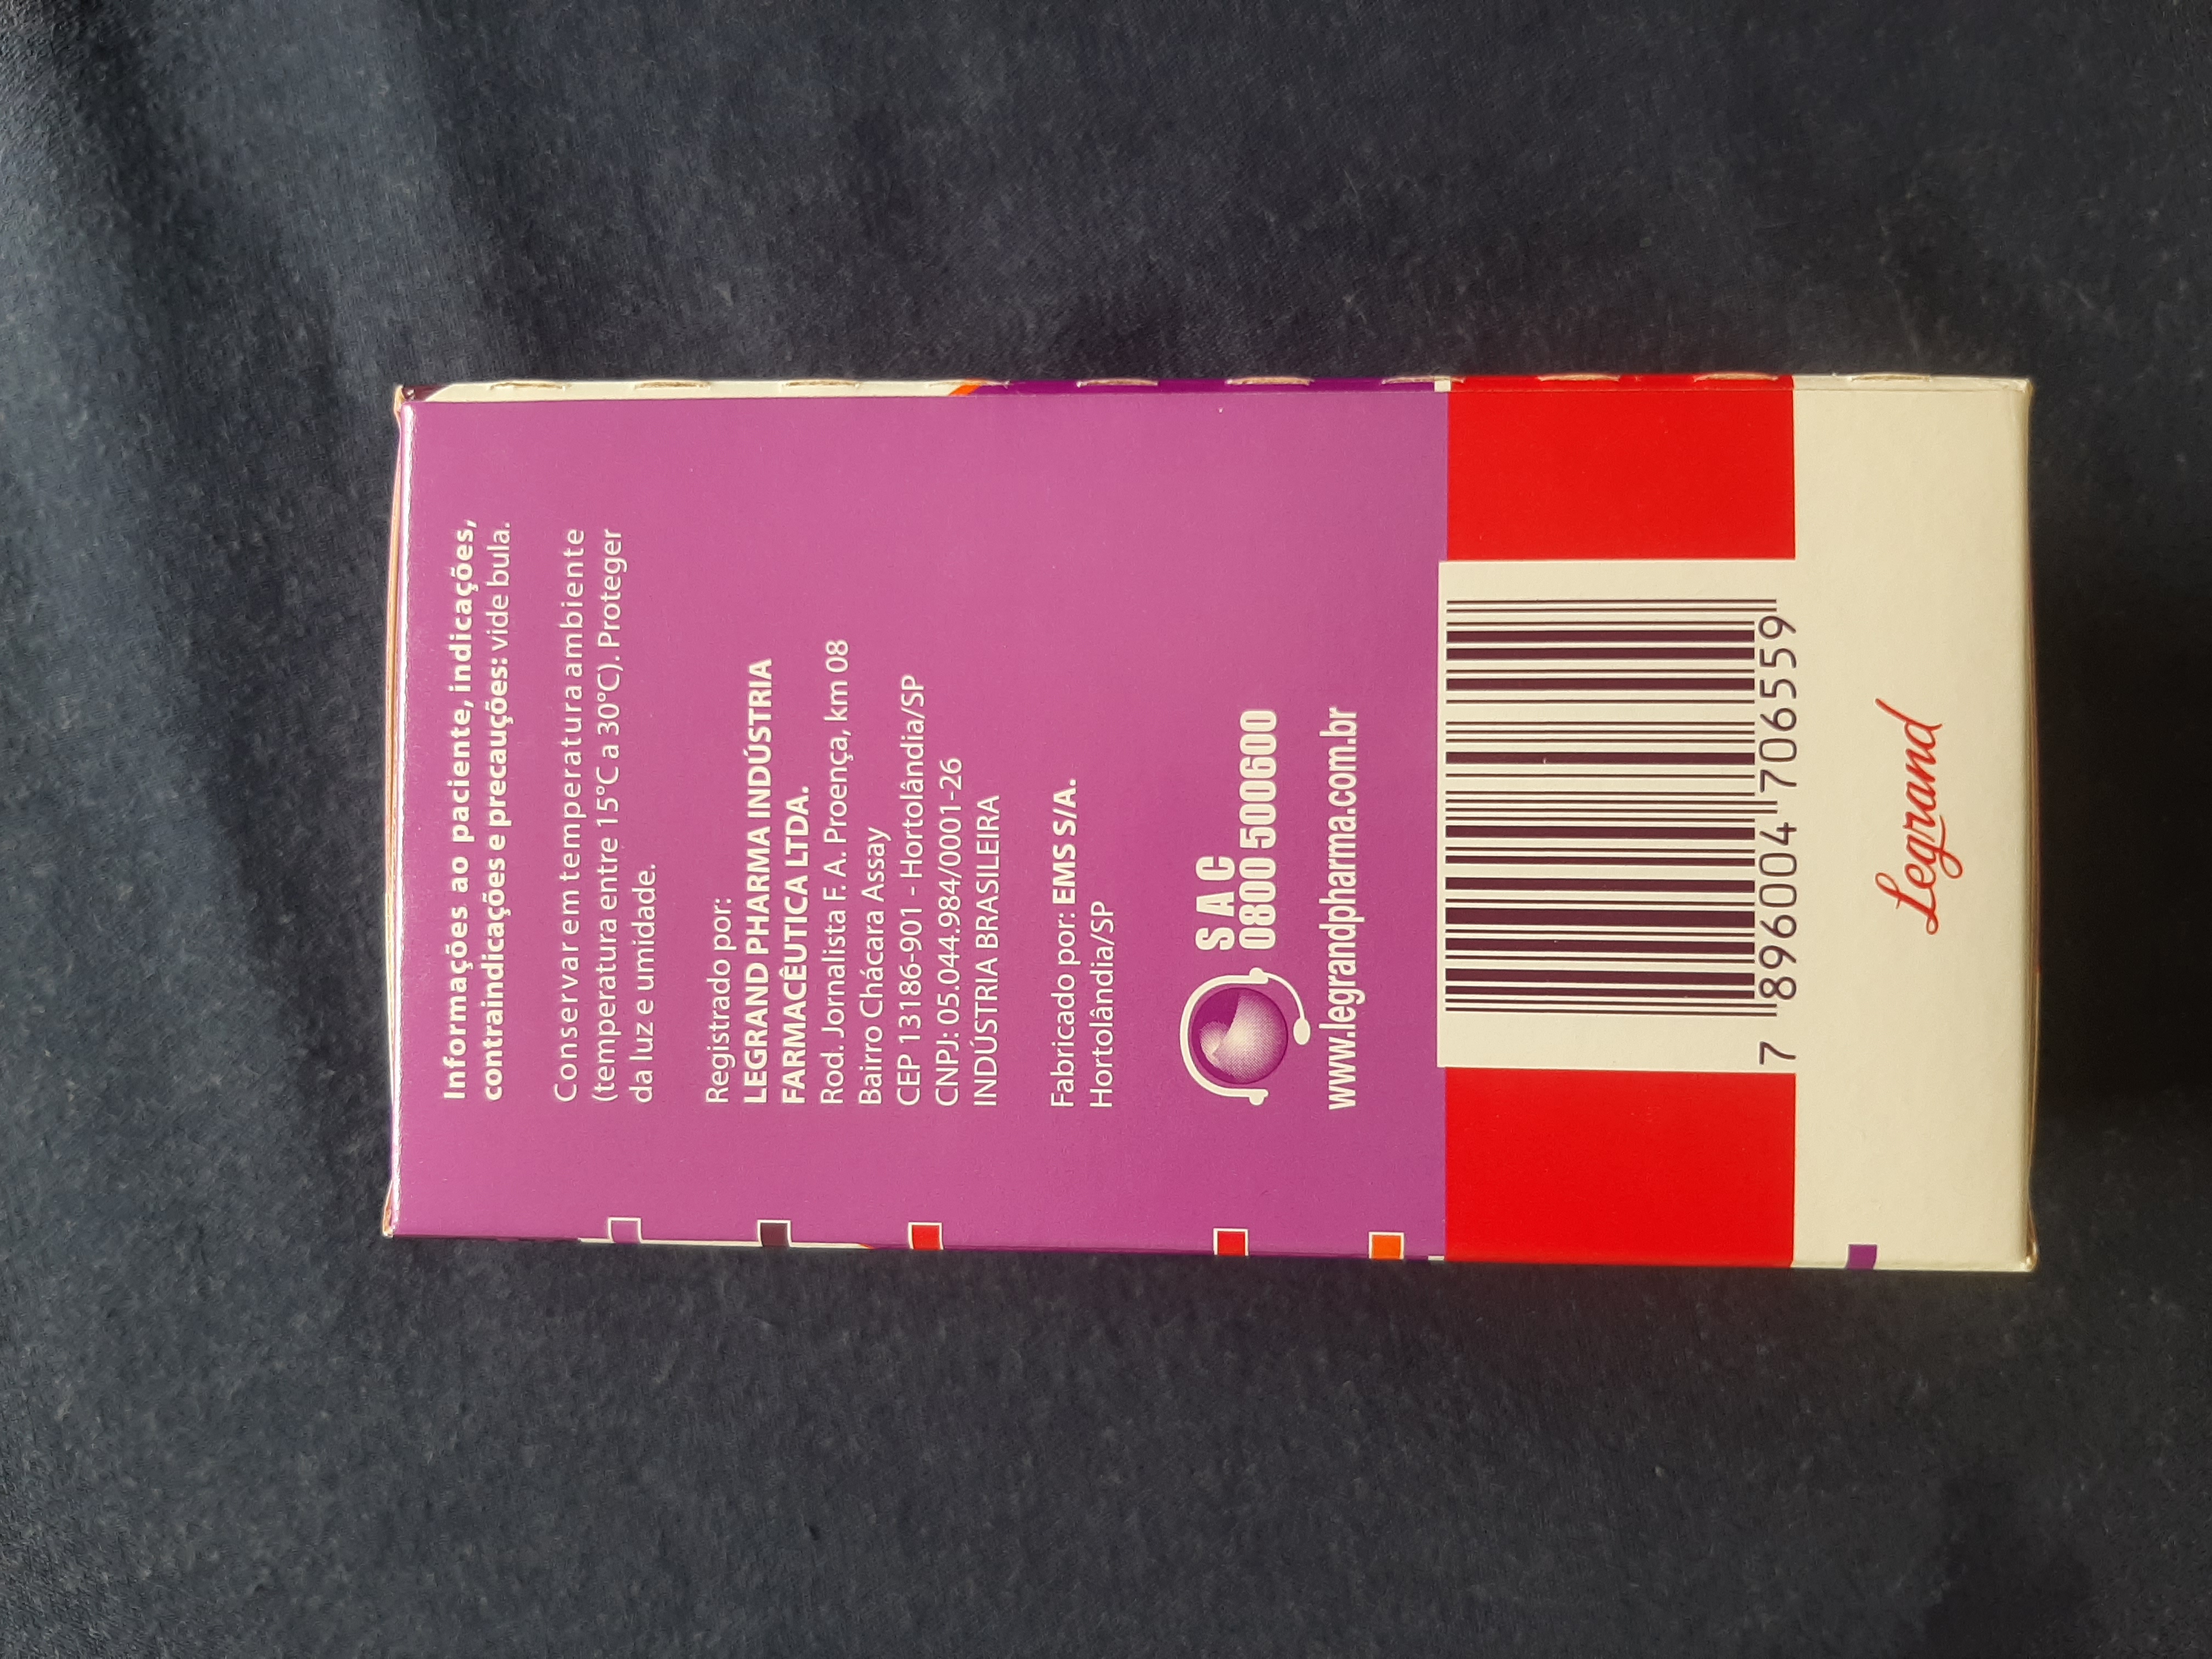 Informações ao paciente, indicações,
contraindicações e precauções: vide bula.
Conservar em temperatura ambiente
(temperatura entre 15°C a 30°C). Proteger
da luz e umidade.
Registrado por:
LEGRAND PHARMA INDÚSTRIA
FARMACÊUTICA LTDA.
Rod. Jornalista F. A. Proença, km 08
Bairro Chácara Assay
CEP 13186-901 - Hortolândia/SP
CNPJ: 05.044.984/0001-26
INDÚSTRIA BRASILEIRA
Fabricado por: EMS S/A.
Hortolândia/SP
SAC
0800 500600
www.legrandpharma.com.br
7 896004 706559
Legrand